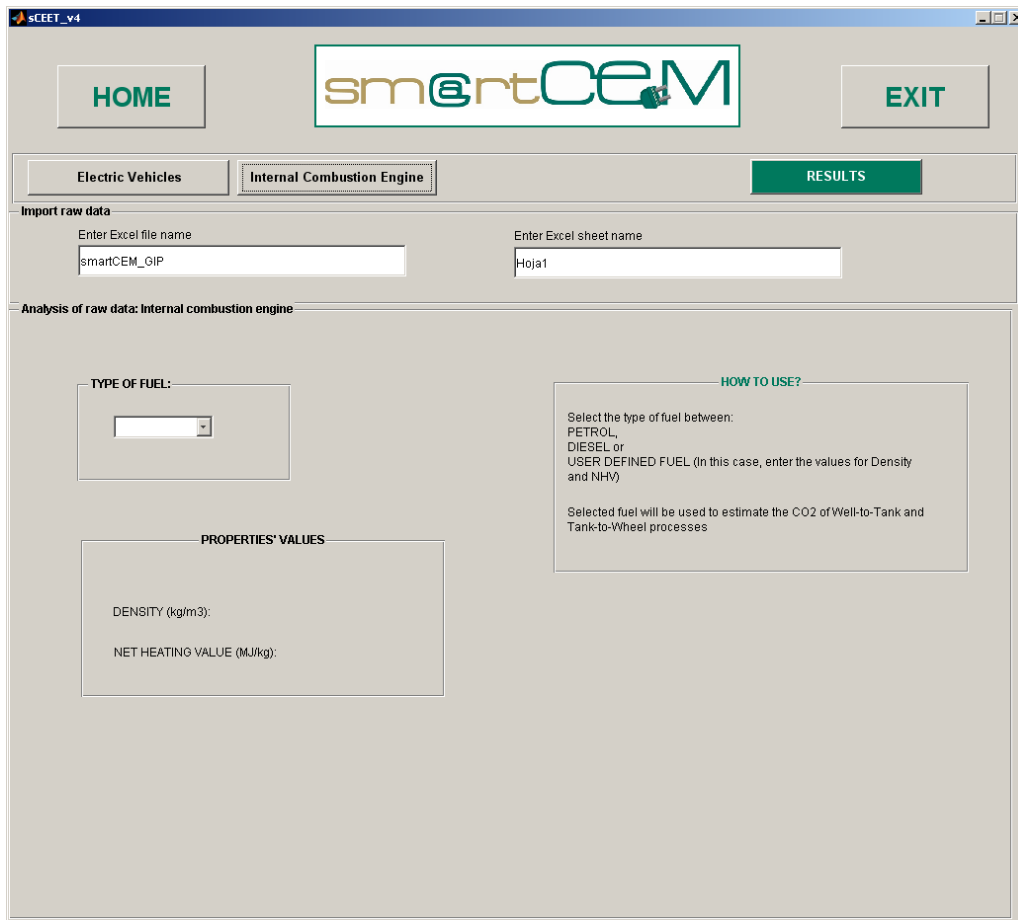 sCEET_v4
HOME
sm@rtCEM
EXIT
Electric Vehicles
Internal Combustion Engine
RESULTS
Import raw data
Enter Excel file name
Enter Excel sheet name
smartCEM_GIP
Hoja1
Analysis of raw data: Internal combustion engine
TYPE OF FUEL:
HOW TO USE?
Select the type of fuel between:
PETROL,
DIESEL or
USER DEFINED FUEL (In this case, enter the values for Density
and NHV)
Selected fuel will be used to estimate the CO2 of Well-to-Tank and
Tank-to-Wheel processes
PROPERTIES' VALUES
DENSITY (kg/m3):
NET HEATING VALUE (MJ/kg):